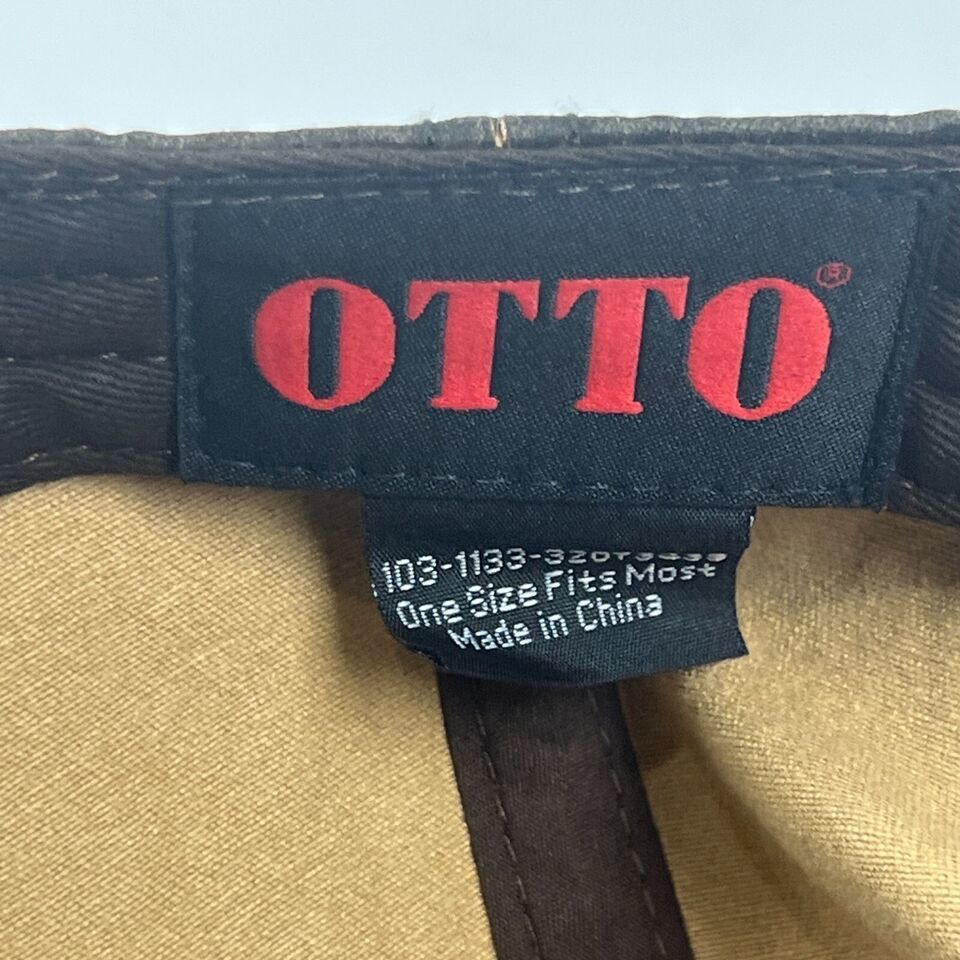 OTTO®
103-1133-
One Size Fits Most
Made in China